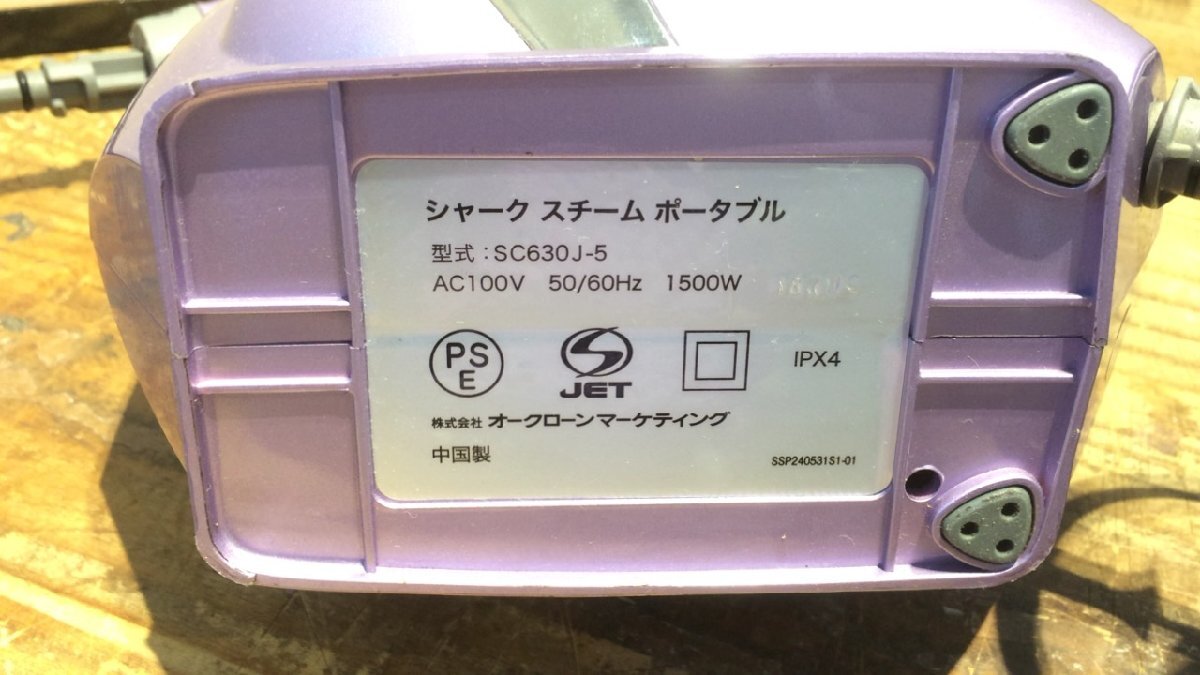 シャーク スチーム ポータブル
型式：SC630J-5
AC100V 50/60Hz 1500W
PSE JET IPX4
株式会社 オークローンマーケティング
中国製
SSP24053151-01